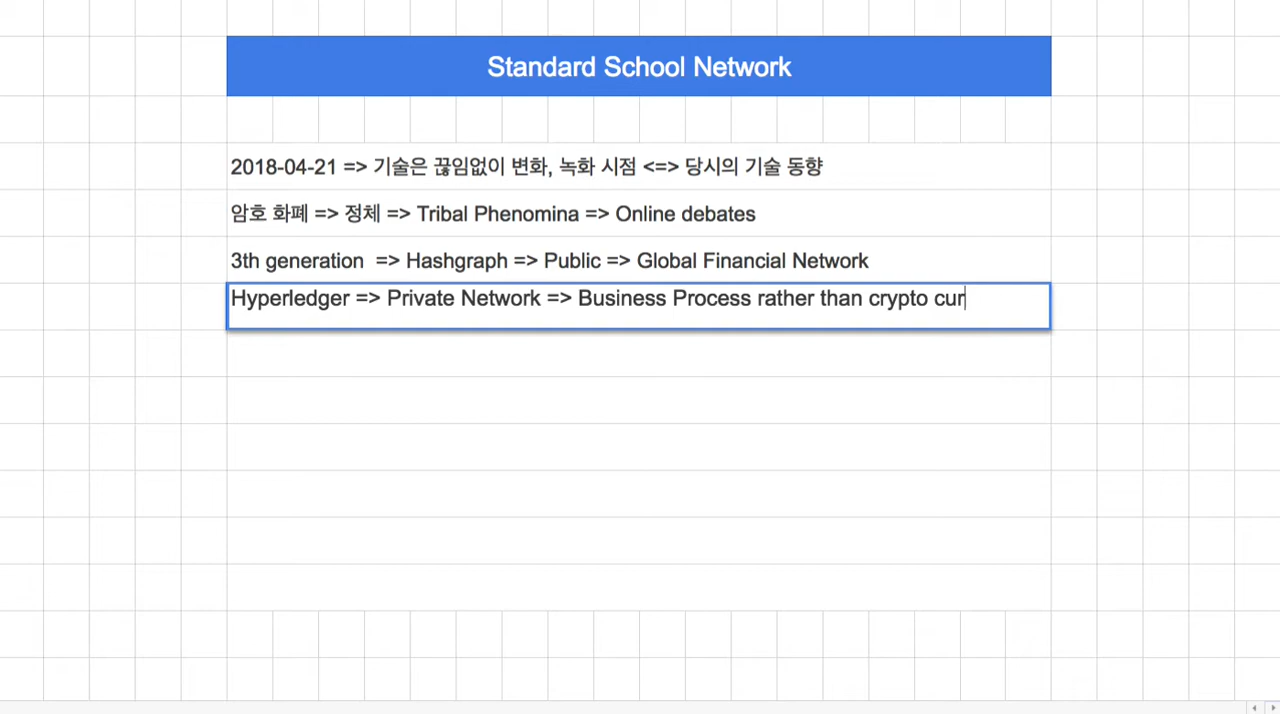 Standard School Network
2018-04-21 => 기술은 끊임없이 변화, 녹화 시점 <=> 당시의 기술 동향
암호 화폐 => 정체 => Tribal Phenomina => Online debates
3th generation  => Hashgraph => Public => Global Financial Network
Hyperledger => Private Network => Business Process rather than crypto cur